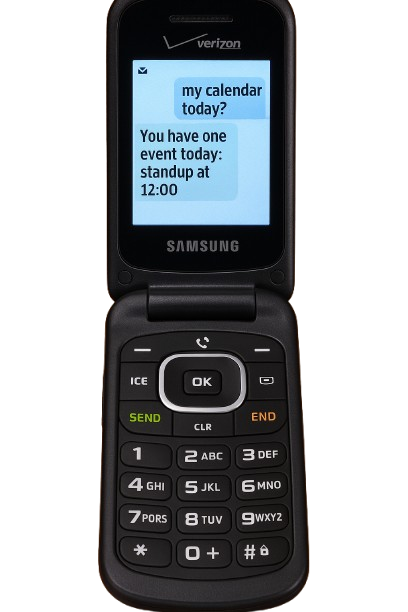 verizon
my calendar
today?
You have one
event today:
standup at
12:00
SAMSUNG
ICE
OK
SEND
CLR
END
1
2 ABC
3 DEF
4 GHI
5 JKL
6 MNO
7 PQRS
8 TUV
9 WXYZ
*
0 +
#